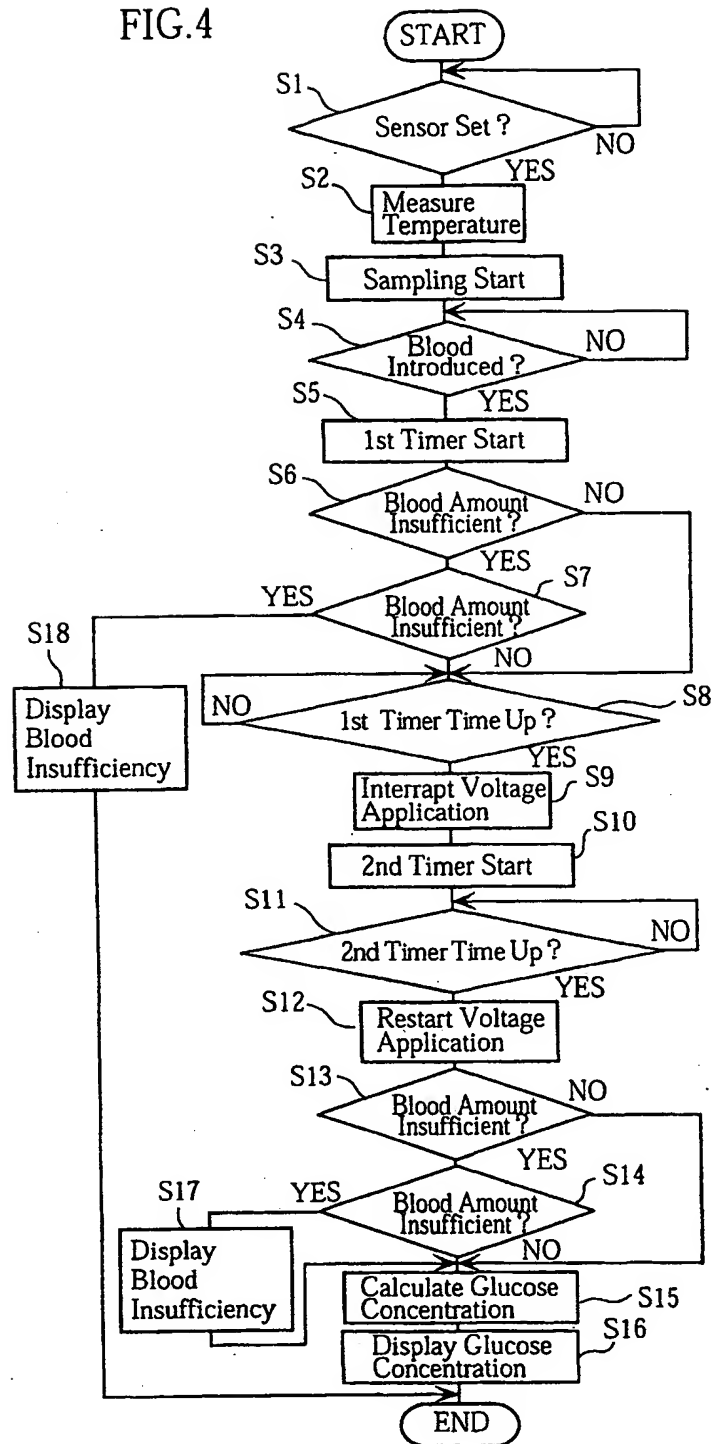 FIG.4
START
S1
Sensor Set ?
NO
YES
S2
Measure
Temperature
S3
Sampling Start
S4
Blood
Introduced ?
NO
YES
S5
1st Timer Start
S6
Blood Amount
Insufficient ?
NO
YES
S7
YES
Blood Amount
Insufficient ?
NO
S18
Display
Blood
Insufficiency
NO
1st Timer Time Up ?
S8
YES
Interrapt Voltage
Application
S9
S10
2nd Timer Start
S11
2nd Timer Time Up ?
NO
YES
S12
Restart Voltage
Application
S13
Blood Amount
Insufficient ?
NO
YES
S14
YES
Blood Amount
Insufficient ?
NO
S17
Display
Blood
Insufficiency
Calculate Glucose
Concentration
S15
Display Glucose
Concentration
S16
END